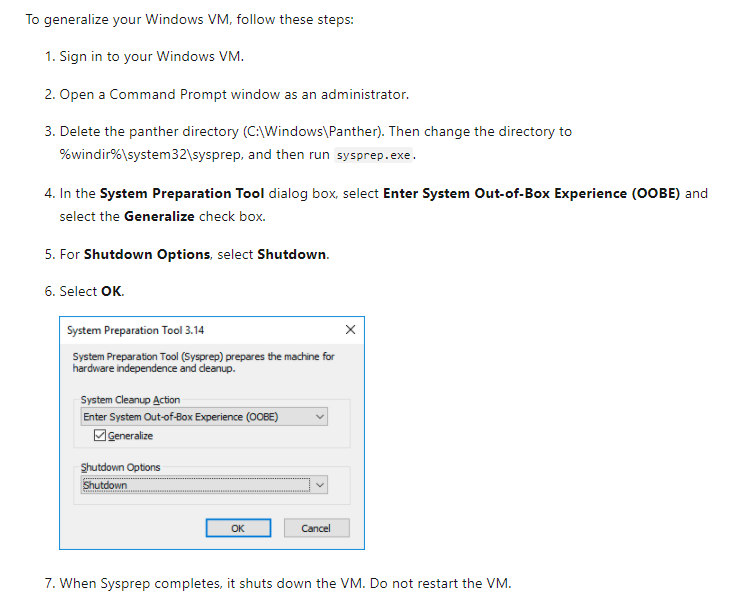 To generalize your Windows VM, follow these steps:
1. Sign in to your Windows VM.
2. Open a Command Prompt window as an administrator.
3. Delete the panther directory (C:\Windows\Panther). Then change the directory to
%windir%\system32\sysprep, and then run sysprep.exe.
4. In the System Preparation Tool dialog box, select Enter System Out-of-Box Experience (OOBE) and
select the Generalize check box.
5. For Shutdown Options, select Shutdown.
6. Select OK.
System Preparation Tool 3.14
System Preparation Tool (Sysprep) prepares the machine for
hardware independence and cleanup.
System Cleanup Action
Enter System Out-of-Box Experience (OOBE)
Generalize
Shutdown Options
Shutdown
OK Cancel
7. When Sysprep completes, it shuts down the VM. Do not restart the VM.